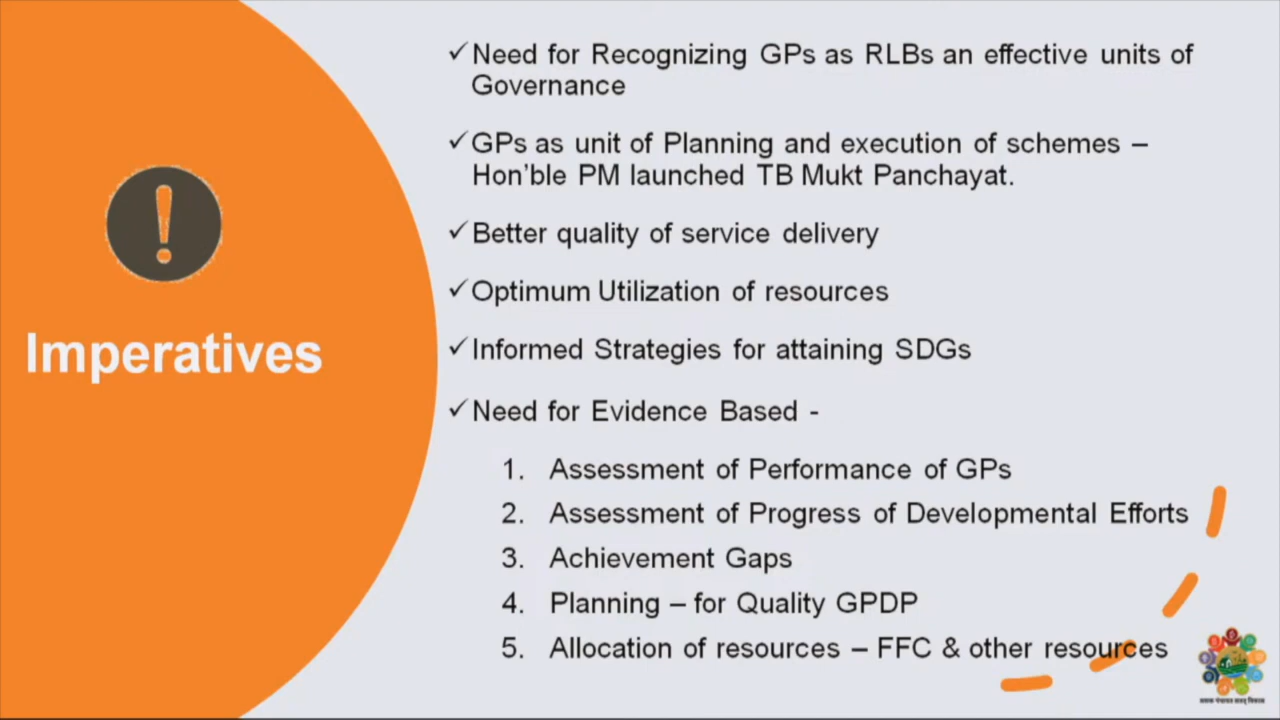 Imperatives
✓Need for Recognizing GPs as RLBs an effective units of
Governance
✓GPs as unit of Planning and execution of schemes –
Hon'ble PM launched TB Mukt Panchayat.
✓Better quality of service delivery
✓Optimum Utilization of resources
✓Informed Strategies for attaining SDGs
✓Need for Evidence Based -
1. Assessment of Performance of GPs
2. Assessment of Progress of Developmental Efforts
3. Achievement Gaps
4. Planning – for Quality GPDP
5. Allocation of resources – FFC & other resources